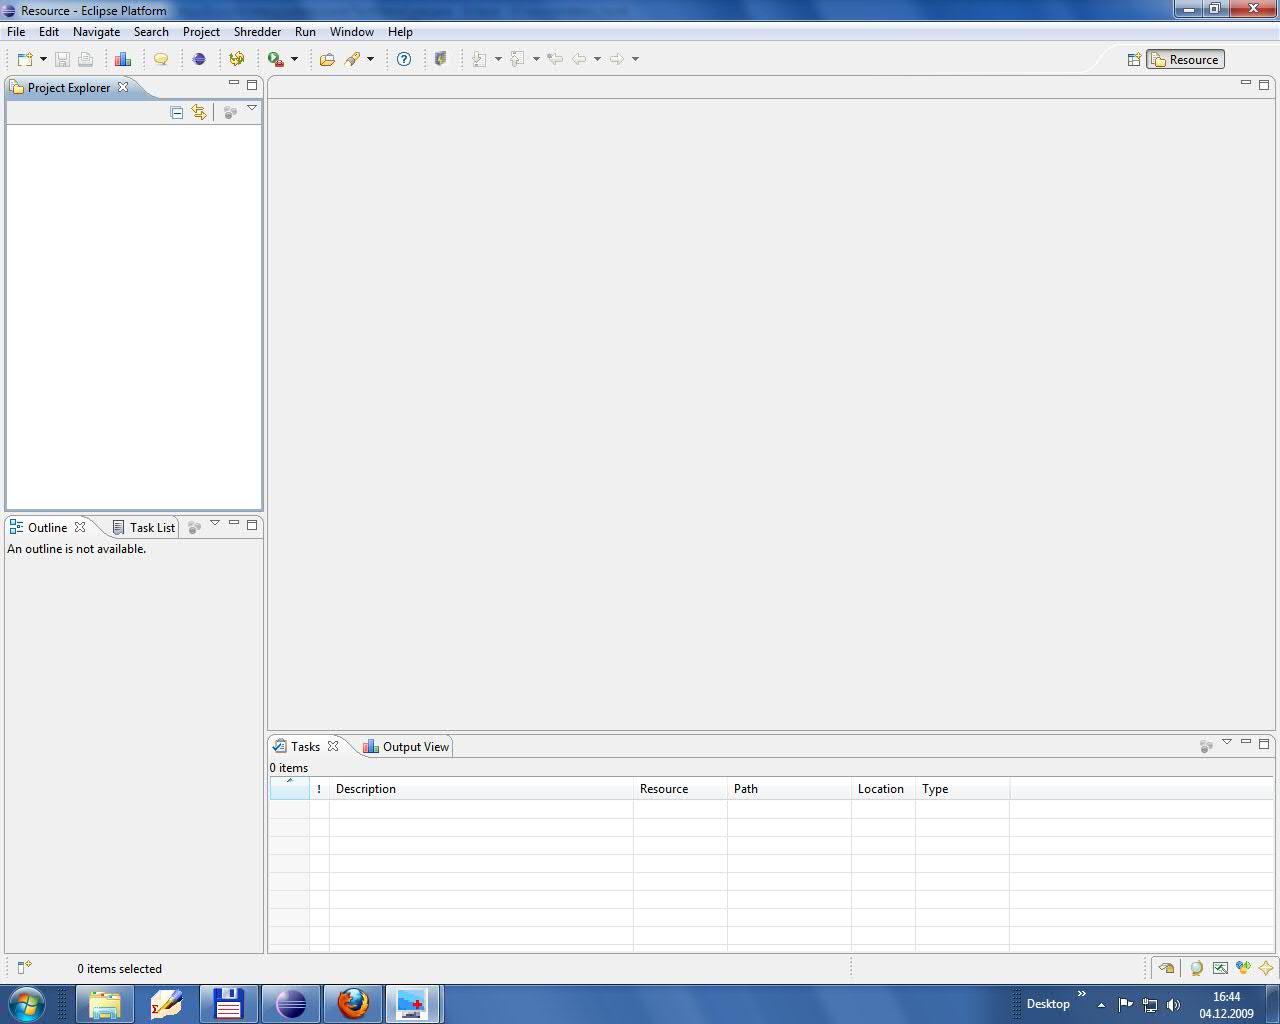 Resource - Eclipse Platform
File Edit Navigate Search Project Shredder Run Window Help
Resource
Project Explorer
Outline Task List
An outline is not available.
Tasks Output View
0 items
! Description Resource Path Location Type
0 items selected
Desktop »
16:44
04.12.2009